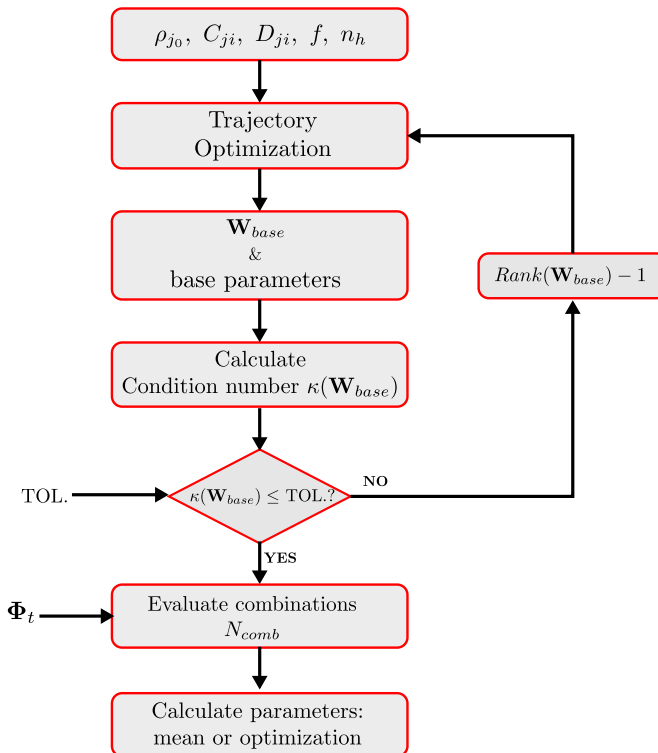 ρ_{j_0}, C_{ji}, D_{ji}, f, n_h
Trajectory
Optimization
W_{base}
&
base parameters
Rank(W_{base}) − 1
Calculate
Condition number κ(W_{base})
TOL.
κ(W_{base}) ≤ TOL.?
NO
YES
Φ_t
Evaluate combinations
N_{comb}
Calculate parameters:
mean or optimization